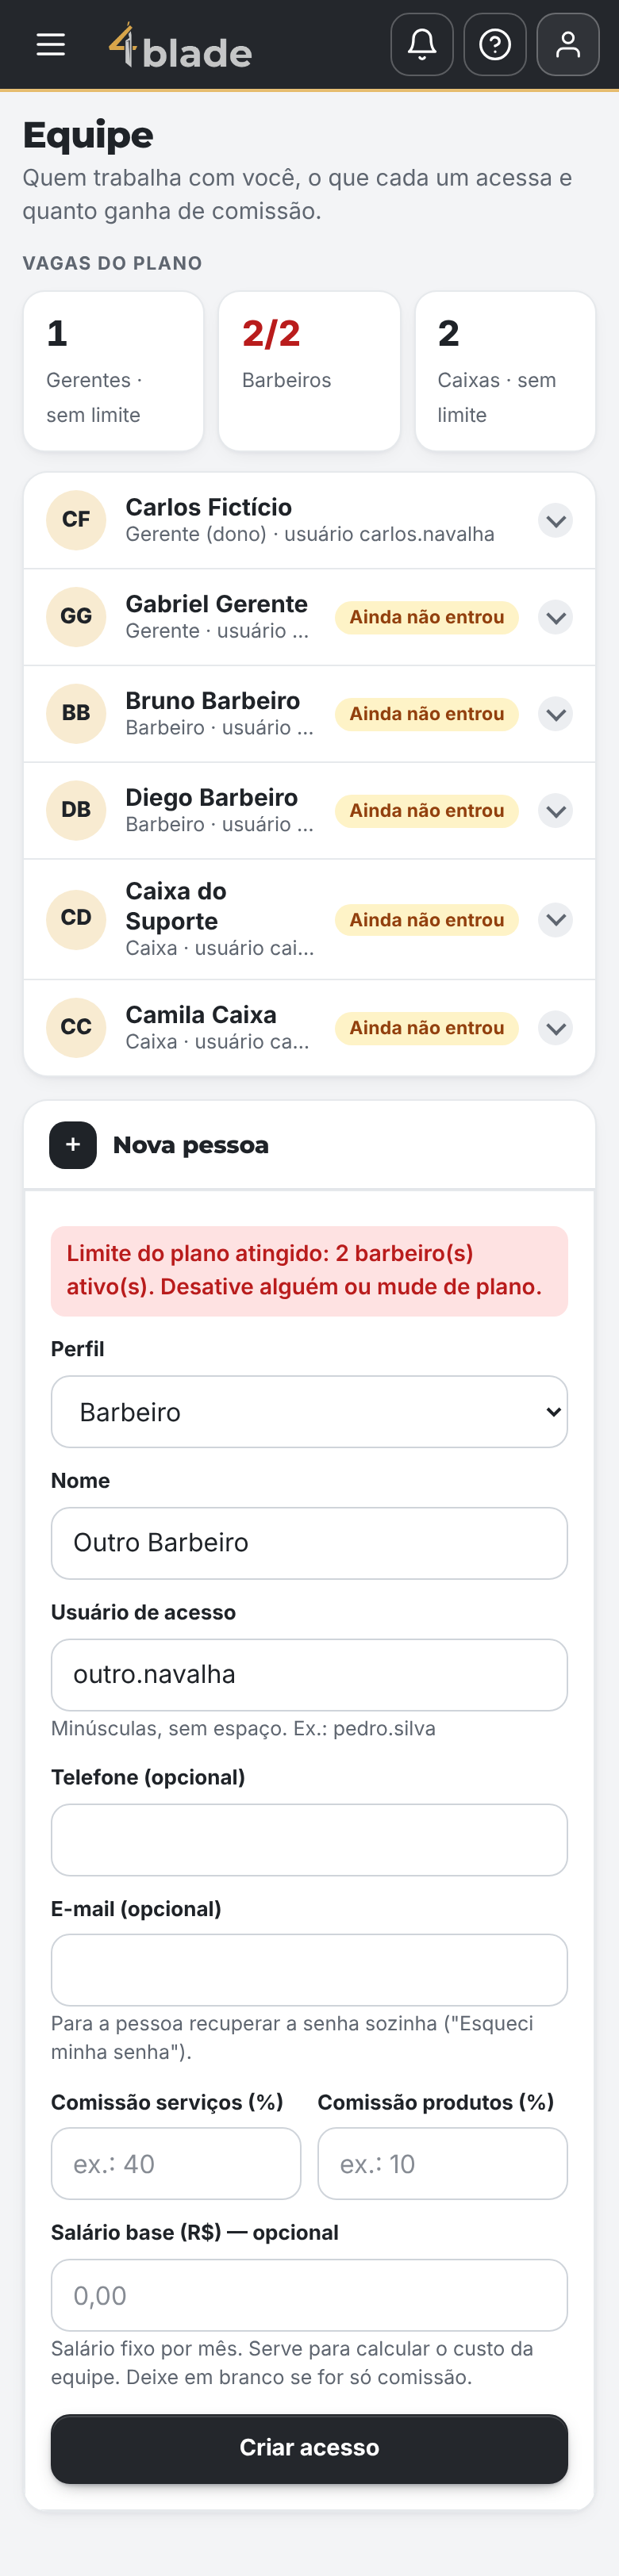 4blade
Equipe
Quem trabalha com você, o que cada um acessa e
quanto ganha de comissão.
VAGAS DO PLANO
1
Gerentes ·
sem limite
2/2
Barbeiros
2
Caixas · sem
limite
CF
Carlos Fictício
Gerente (dono) · usuário carlos.navalha
GG
Gabriel Gerente
Gerente · usuário ...
Ainda não entrou
BB
Bruno Barbeiro
Barbeiro · usuário ...
Ainda não entrou
DB
Diego Barbeiro
Barbeiro · usuário ...
Ainda não entrou
CD
Caixa do
Suporte
Caixa · usuário cai...
Ainda não entrou
CC
Camila Caixa
Caixa · usuário ca...
Ainda não entrou
+ Nova pessoa
Limite do plano atingido: 2 barbeiro(s)
ativo(s). Desative alguém ou mude de plano.
Perfil
Barbeiro
Nome
Outro Barbeiro
Usuário de acesso
outro.navalha
Minúsculas, sem espaço. Ex.: pedro.silva
Telefone (opcional)
E-mail (opcional)
Para a pessoa recuperar a senha sozinha ("Esqueci
minha senha").
Comissão serviços (%)
ex.: 40
Comissão produtos (%)
ex.: 10
Salário base (R$) — opcional
0,00
Salário fixo por mês. Serve para calcular o custo da
equipe. Deixe em branco se for só comissão.
Criar acesso